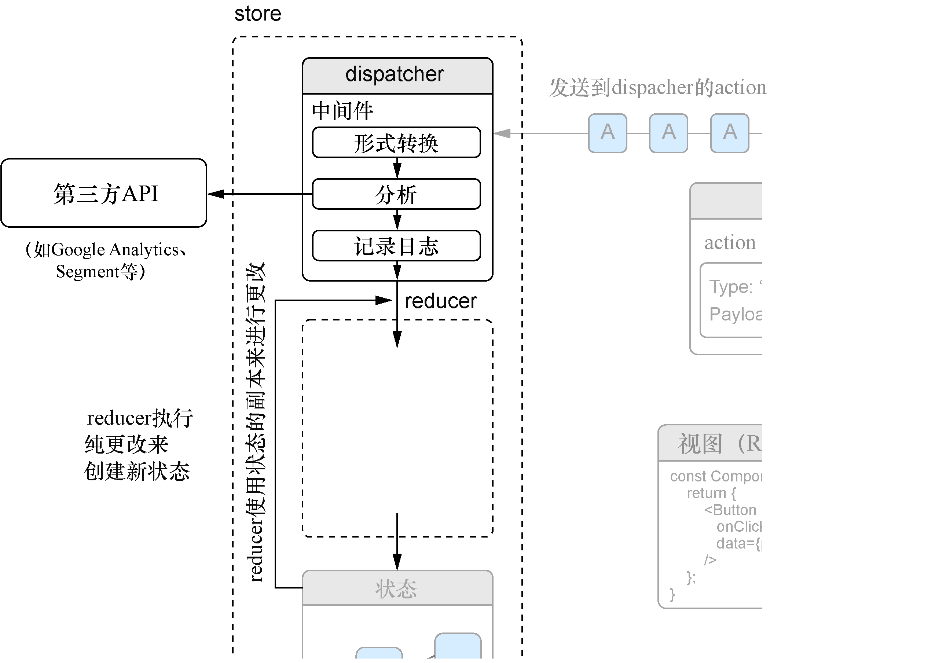 store
dispatcher
中间件
形式转换
分析
记录日志
发送到dispacher的action
A
A
A
第三方API
（如Google Analytics、
Segment等）
reducer
reducer使用状态的副本来进行更改
reducer执行
纯更改来
创建新状态
状态
action
Type: ‘
Payloa
视图（R
const Compo
return {
<Button
onClic
data={
/>
};
}